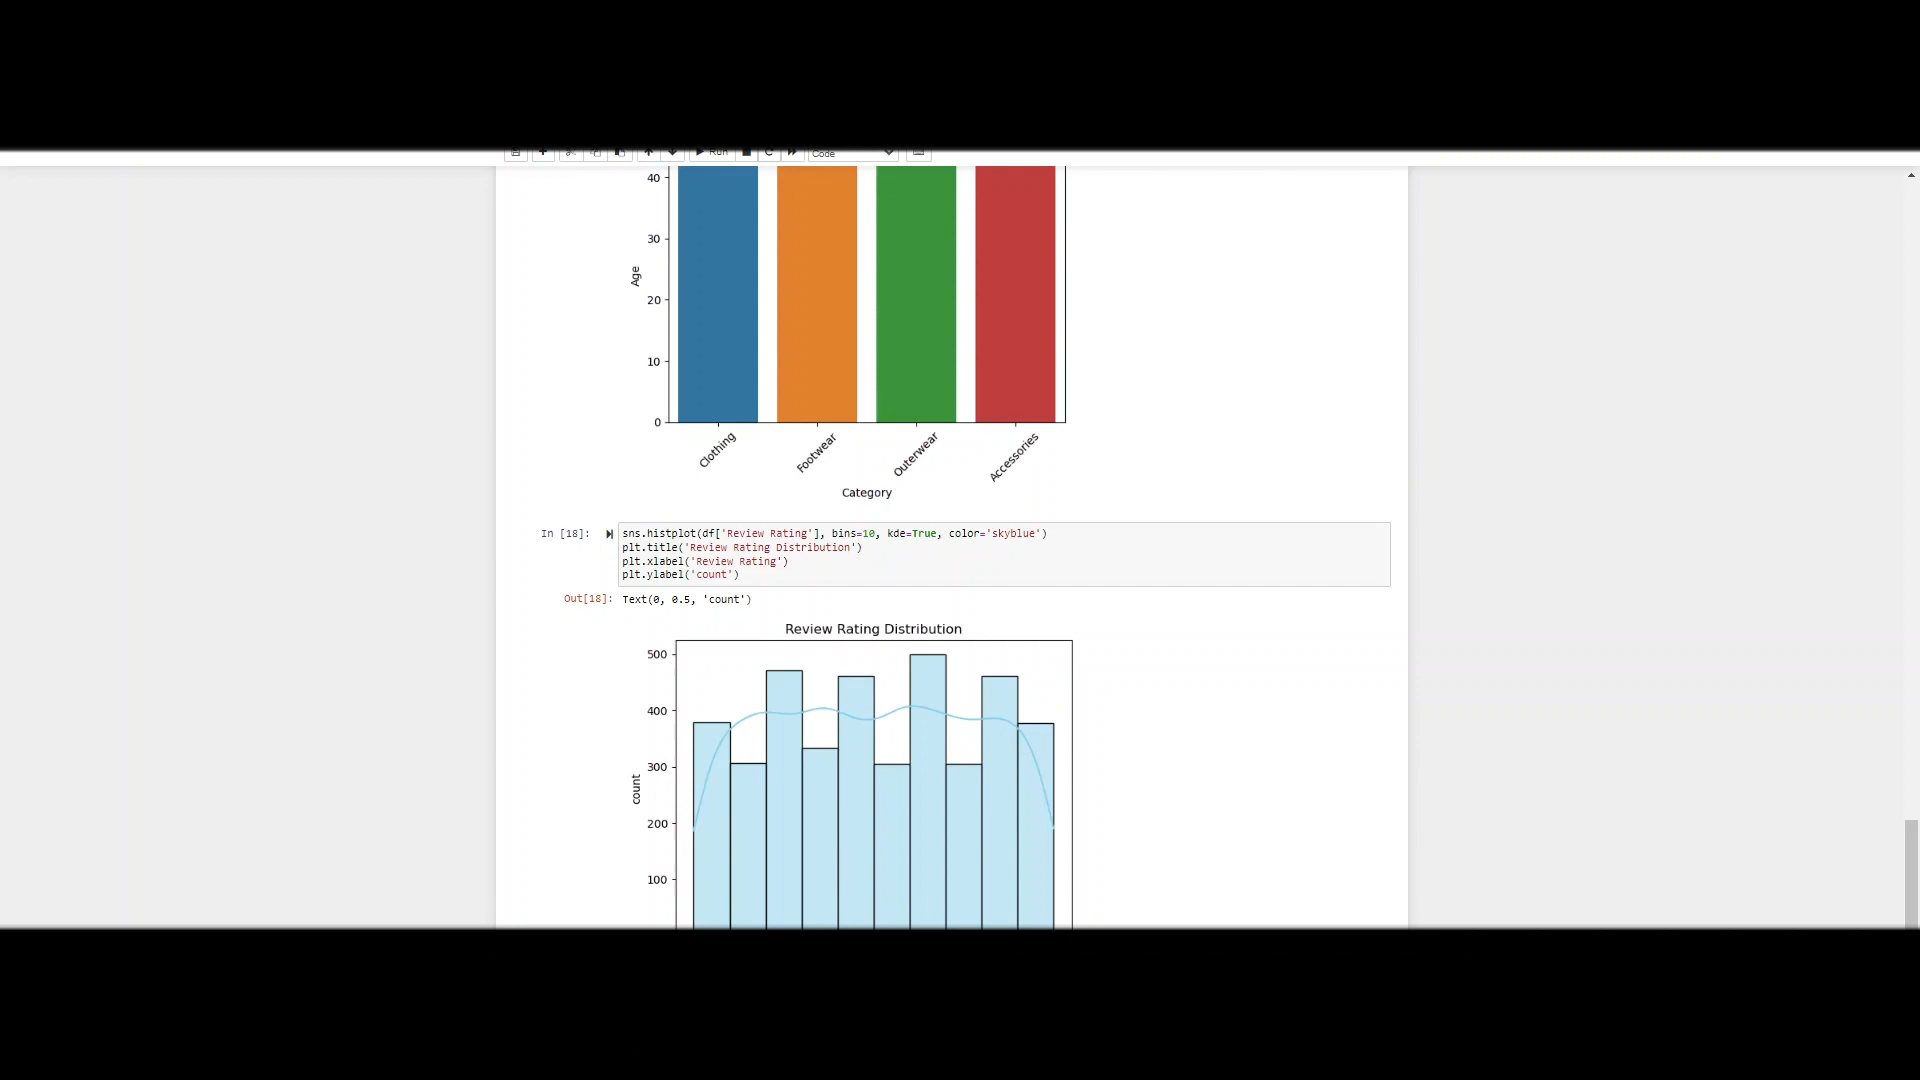 Run
Code
40
30
20
10
0
Age
Clothing
Footwear
Outerwear
Accessories
Category
In [18]:
sns.histplot(df['Review Rating'], bins=10, kde=True, color='skyblue')
plt.title('Review Rating Distribution')
plt.xlabel('Review Rating')
plt.ylabel('count')
Out[18]: Text(0, 0.5, 'count')
Review Rating Distribution
500
400
300
200
100
count